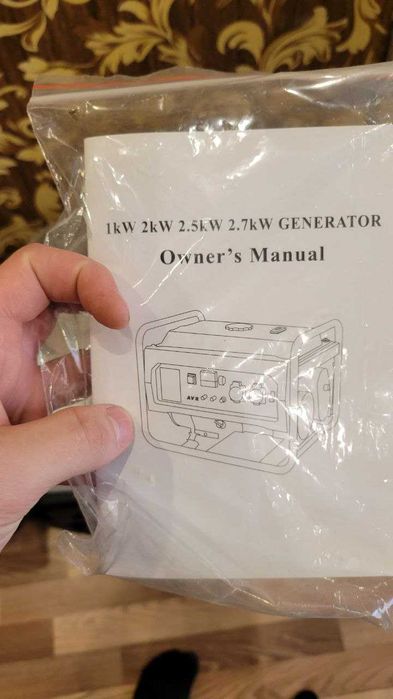 1kW 2kW 2.5kW 2.7kW GENERATOR
Owner's Manual
AVR